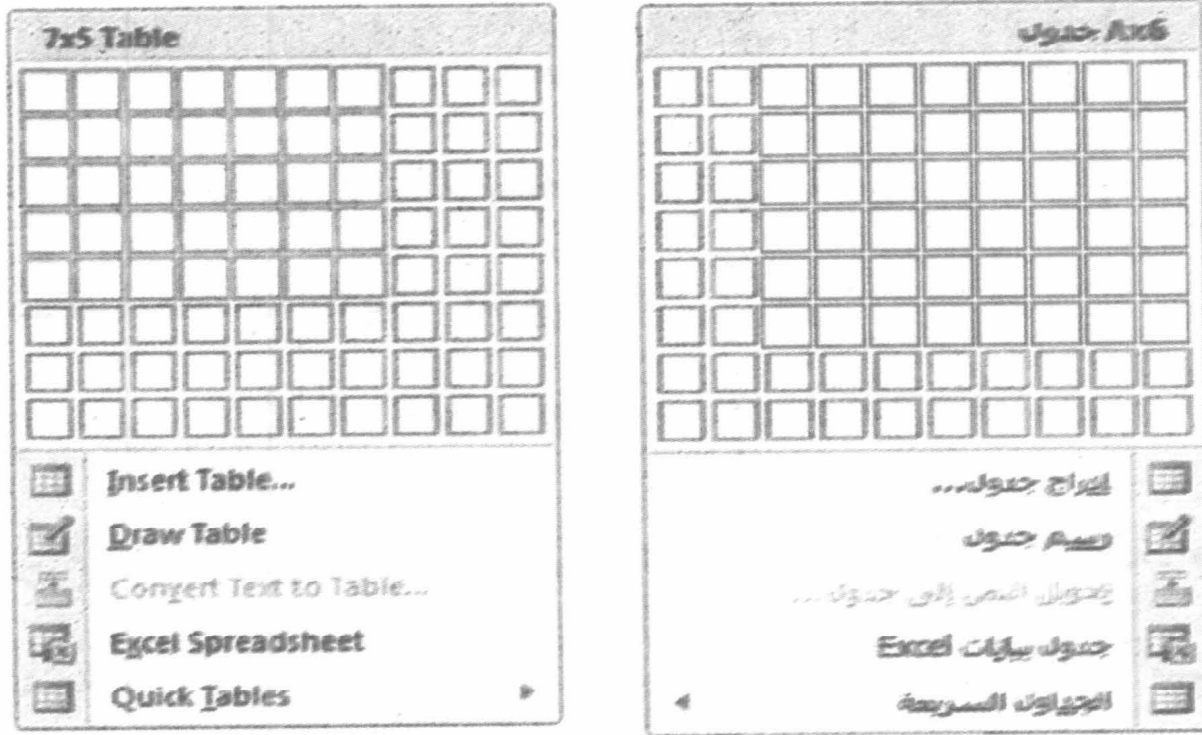 7x5 Table
Insert Table...
Draw Table
Convert Text to Table...
Excel Spreadsheet
Quick Tables
8x6 جدول
إدراج جدول...
رسم جدول
تحويل النص إلى جدول...
جدول بيانات Excel
الجداول السريعة